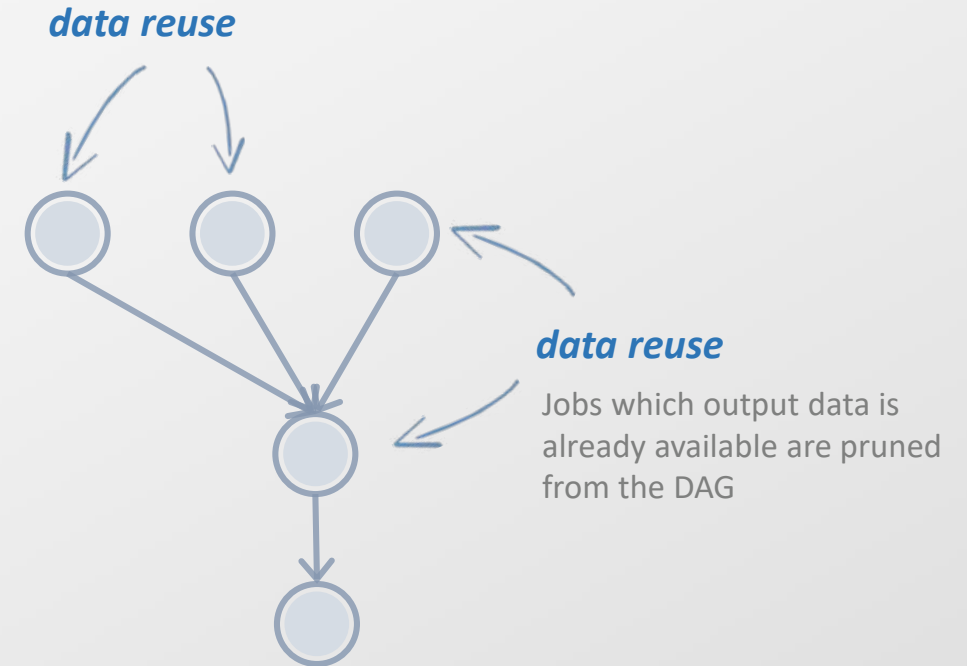 data reuse
data reuse
Jobs which output data is
already available are pruned
from the DAG